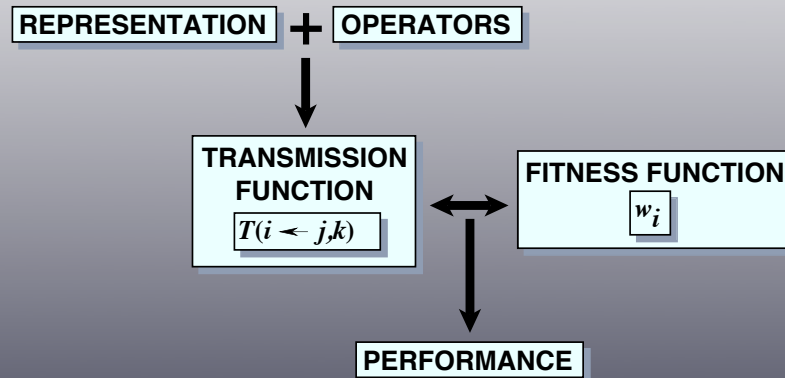 REPRESENTATION + OPERATORS
TRANSMISSION
FUNCTION
T(i ← j,k)
FITNESS FUNCTION
w_i
PERFORMANCE